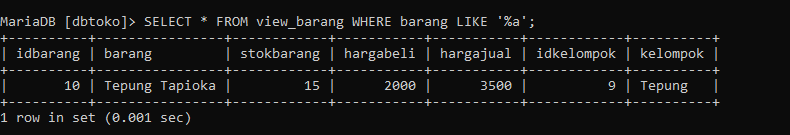 MariaDB [dbtoko]> SELECT * FROM view_barang WHERE barang LIKE '%a';
+----------+----------------+------------+-----------+-----------+------------+----------+
| idbarang | barang         | stokbarang | hargabeli | hargajual | idkelompok | kelompok |
+----------+----------------+------------+-----------+-----------+------------+----------+
|       10 | Tepung Tapioka |         15 |      2000 |      3500 |          9 | Tepung   |
+----------+----------------+------------+-----------+-----------+------------+----------+
1 row in set (0.001 sec)